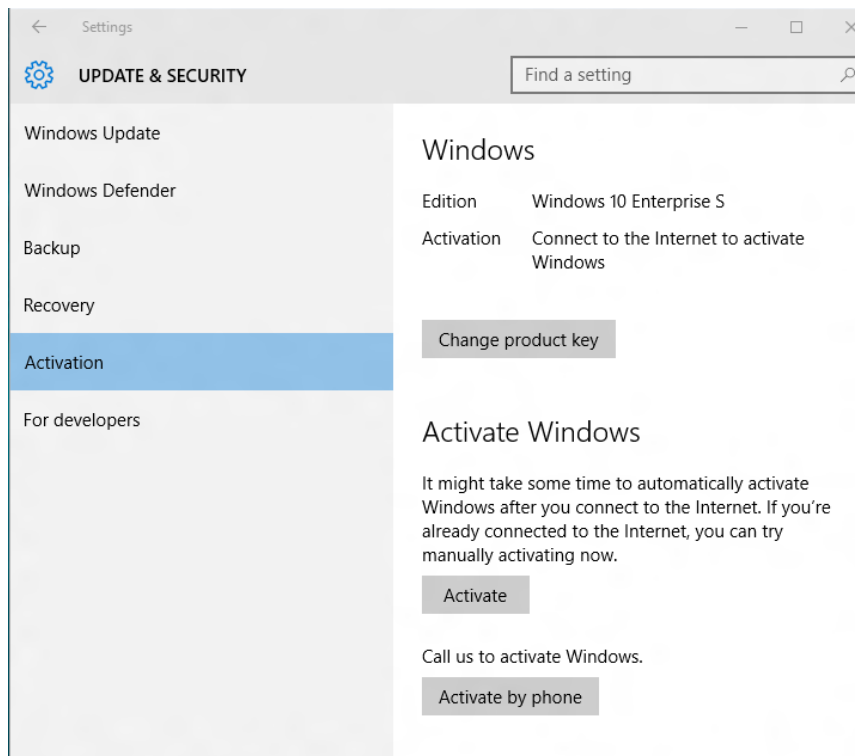 Settings
UPDATE & SECURITY
Find a setting
Windows Update
Windows Defender
Backup
Recovery
Activation
For developers
Windows
Edition Windows 10 Enterprise S
Activation Connect to the Internet to activate
Windows
Change product key
Activate Windows
It might take some time to automatically activate
Windows after you connect to the Internet. If you’re
already connected to the Internet, you can try
manually activating now.
Activate
Call us to activate Windows.
Activate by phone